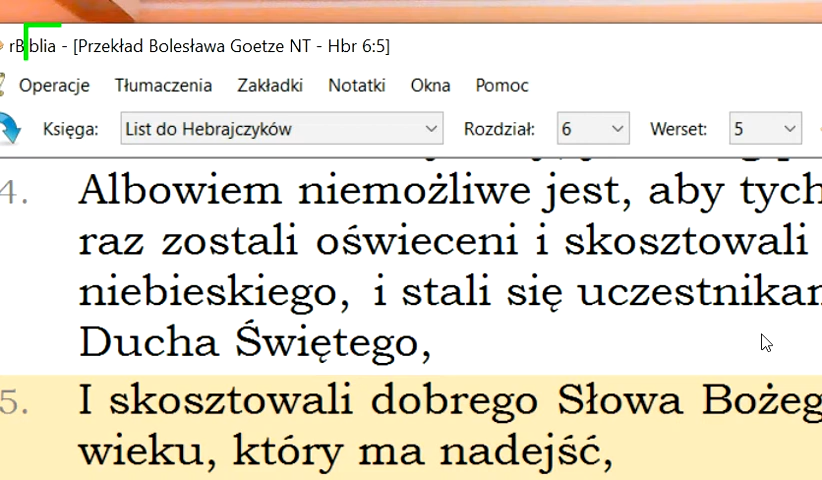 rBiblia - [Przekład Bolesława Goetze NT - Hbr 6:5]
Operacje Tłumaczenia Zakładki Notatki Okna Pomoc
Księga: List do Hebrajczyków Rozdział: 6 Werset: 5
4. Albowiem niemożliwe jest, aby tych
raz zostali oświeceni i skosztowali
niebieskiego, i stali się uczestnikam
Ducha Świętego,
5. I skosztowali dobrego Słowa Bożeg
wieku, który ma nadejść,